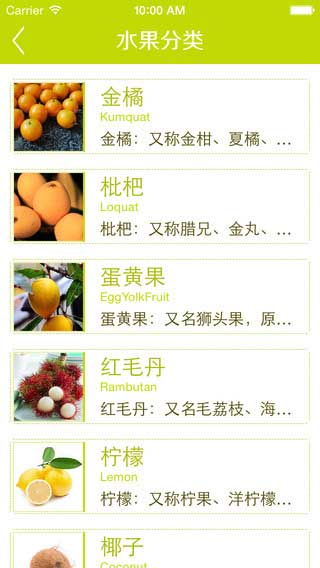 Carrier 10:00 AM
水果分类
金橘
Kumquat
金橘：又称金柑、夏橘、...
枇杷
Loquat
枇杷：又称腊兄、金丸、...
蛋黄果
EggYolkFruit
蛋黄果：又名狮头果，原...
红毛丹
Rambutan
红毛丹：又名毛荔枝、海...
柠檬
Lemon
柠檬：又称柠果、洋柠檬...
椰子
Coconut